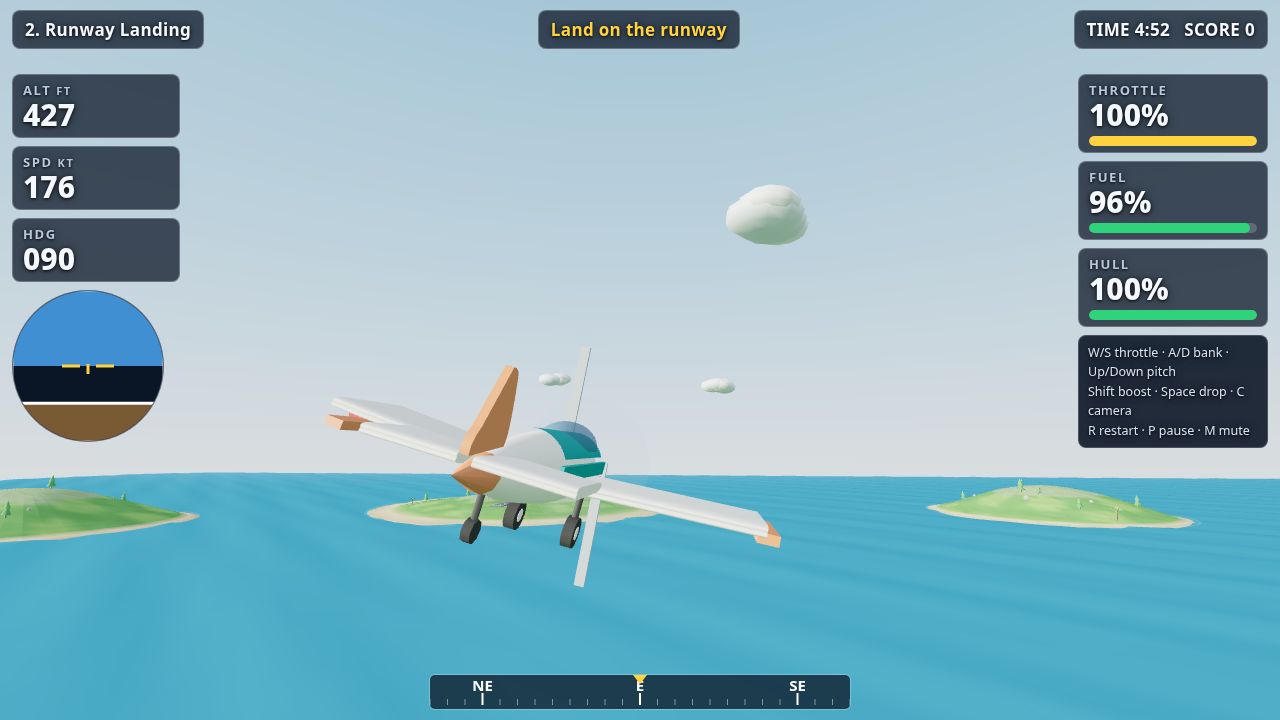 2. Runway Landing
Land on the runway
TIME 4:52 SCORE 0
ALT FT
427
SPD KT
176
HDG
090
THROTTLE
100%
FUEL
96%
HULL
100%
W/S throttle · A/D bank ·
Up/Down pitch
Shift boost · Space drop · C
camera
R restart · P pause · M mute
NE E SE